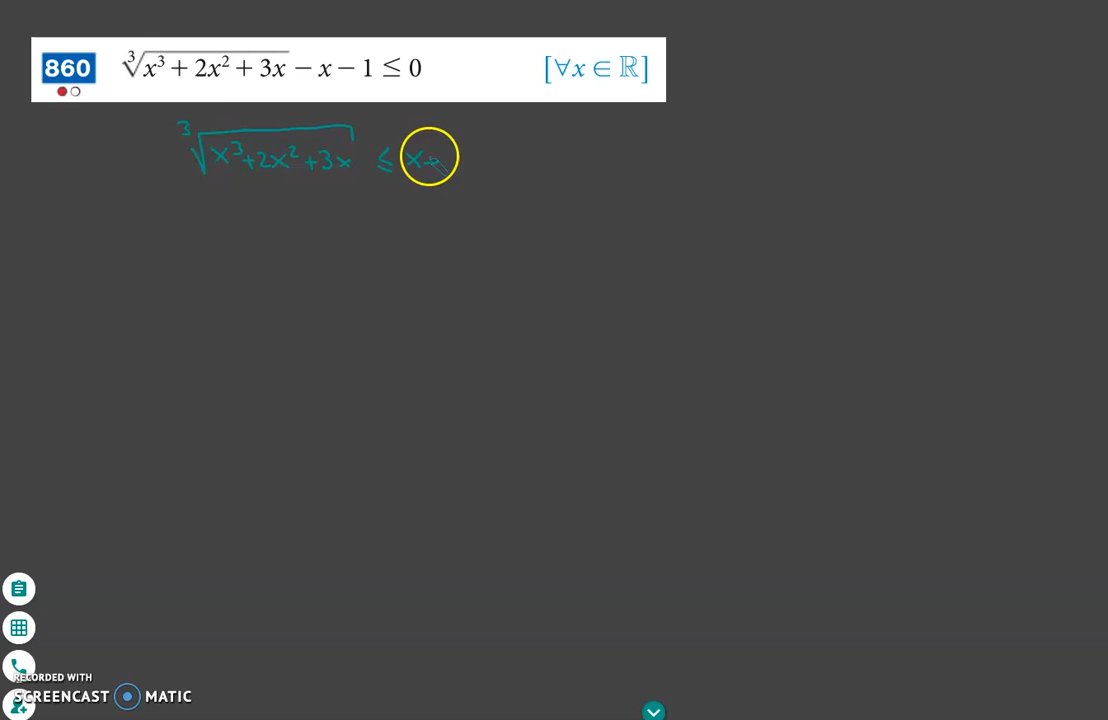 860 ∛x³ + 2x² + 3x − x − 1 ≤ 0 [∀x ∈ ℝ]
∛x³+2x²+3x ≤ x
RECORDED WITH
SCREENCAST MATIC